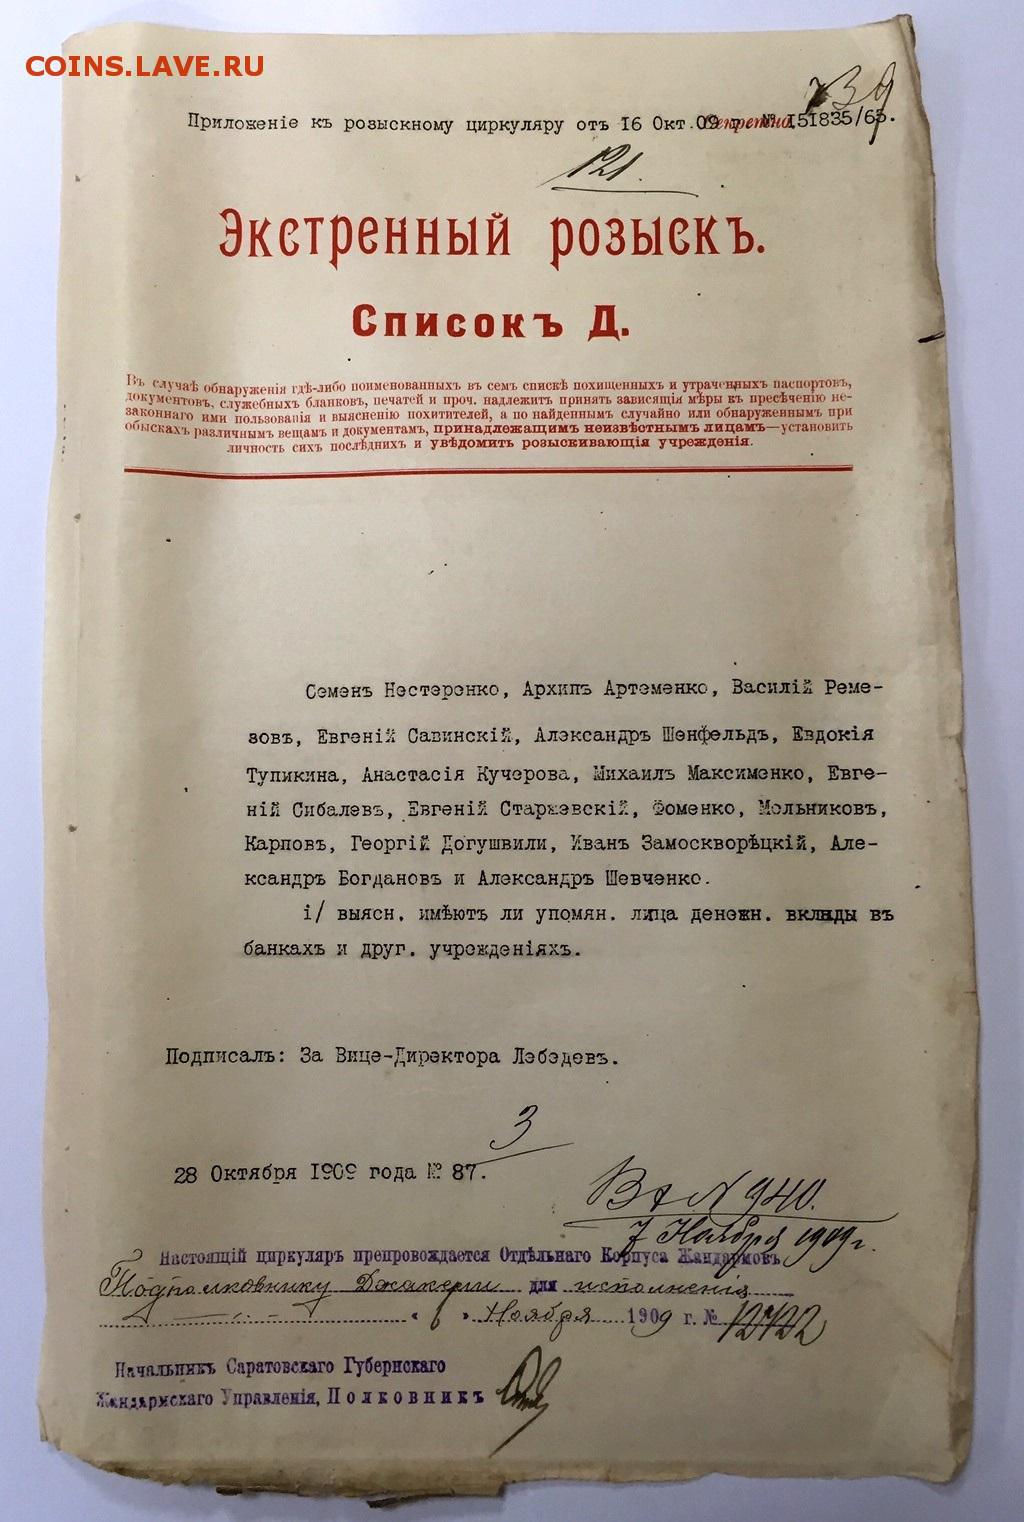 COINS.LAVE.RU
739
Приложеніе къ розыскному циркуляру отъ 16 Окт. 09 г. № 151835/65.
Секретно
121.
Экстренный розыскъ.
Списокъ Д.
Въ случаѣ обнаруженія гдѣ-либо поименованныхъ въ семъ спискѣ похищенныхъ и утраченныхъ паспортовъ,
документовъ, служебныхъ бланковъ, печатей и проч. надлежитъ принять зависящія мѣры къ пресѣченію не-
законнаго ими пользованія и выясненію похитителей, а по найденнымъ случайно или обнаруженнымъ при
обыскахъ различнымъ вещамъ и документамъ, принадлежащимъ неизвѣстнымъ лицамъ—установить
личность сихъ послѣднихъ и увѣдомить розыскивающія учрежденія.
Семенъ Нестеренко, Архипъ Артеменко, Василій Реме-
зовъ, Евгеній Савинскій, Александръ Шенфельдъ, Евдокія
Тупикина, Анастасія Кучерова, Михаилъ Максименко, Евге-
ній Сибалевъ, Евгеній Старжевскій, Фоменко, Мельниковъ,
Карповъ, Георгій Догушвили, Иванъ Замоскворѣцкій, Але-
ксандръ Богдановъ и Александръ Шевченко.
і/ выясн. имѣютъ ли упомян. лица денежн. вклады въ
банкахъ и друг. учрежденіяхъ.
Подписалъ: За Вице-Директора Лебедевъ.
3
28 Октября 1909 года № 87.
Вх N 940.
7 Ноября 1909 г.
Настоящій циркуляръ препровождается Отдѣльнаго Корпуса Жандармовъ
Подполковнику Джакели для исполненія
« 6 » Ноября 1909 г. № 12422
Начальникъ Саратовскаго Губернскаго
Жандармскаго Управленія, Полковникъ